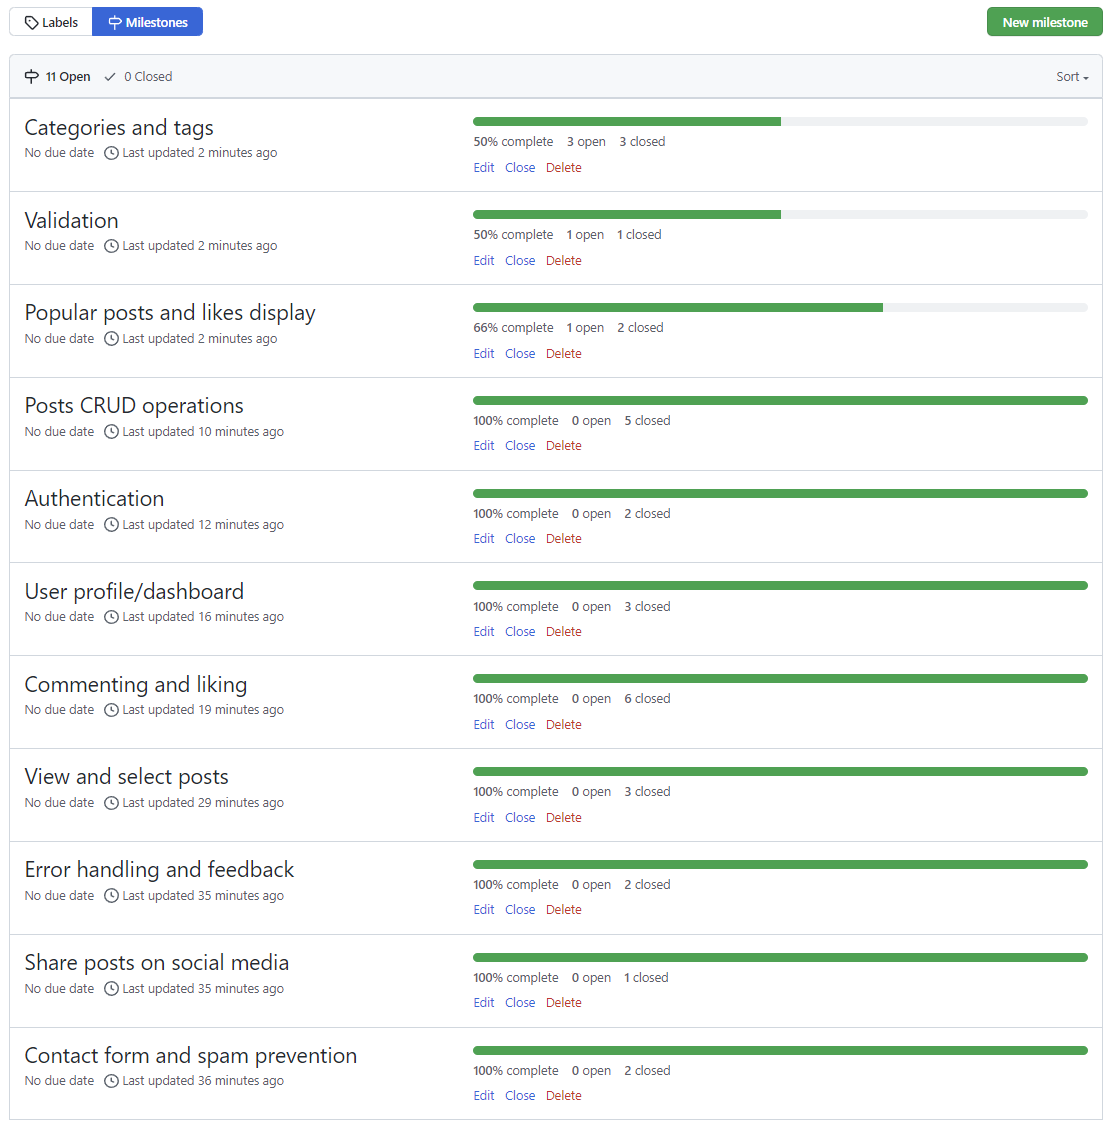 Labels Milestones New milestone
11 Open 0 Closed Sort
Categories and tags
No due date Last updated 2 minutes ago
50% complete 3 open 3 closed
Edit Close Delete
Validation
No due date Last updated 2 minutes ago
50% complete 1 open 1 closed
Edit Close Delete
Popular posts and likes display
No due date Last updated 2 minutes ago
66% complete 1 open 2 closed
Edit Close Delete
Posts CRUD operations
No due date Last updated 10 minutes ago
100% complete 0 open 5 closed
Edit Close Delete
Authentication
No due date Last updated 12 minutes ago
100% complete 0 open 2 closed
Edit Close Delete
User profile/dashboard
No due date Last updated 16 minutes ago
100% complete 0 open 3 closed
Edit Close Delete
Commenting and liking
No due date Last updated 19 minutes ago
100% complete 0 open 6 closed
Edit Close Delete
View and select posts
No due date Last updated 29 minutes ago
100% complete 0 open 3 closed
Edit Close Delete
Error handling and feedback
No due date Last updated 35 minutes ago
100% complete 0 open 2 closed
Edit Close Delete
Share posts on social media
No due date Last updated 35 minutes ago
100% complete 0 open 1 closed
Edit Close Delete
Contact form and spam prevention
No due date Last updated 36 minutes ago
100% complete 0 open 2 closed
Edit Close Delete